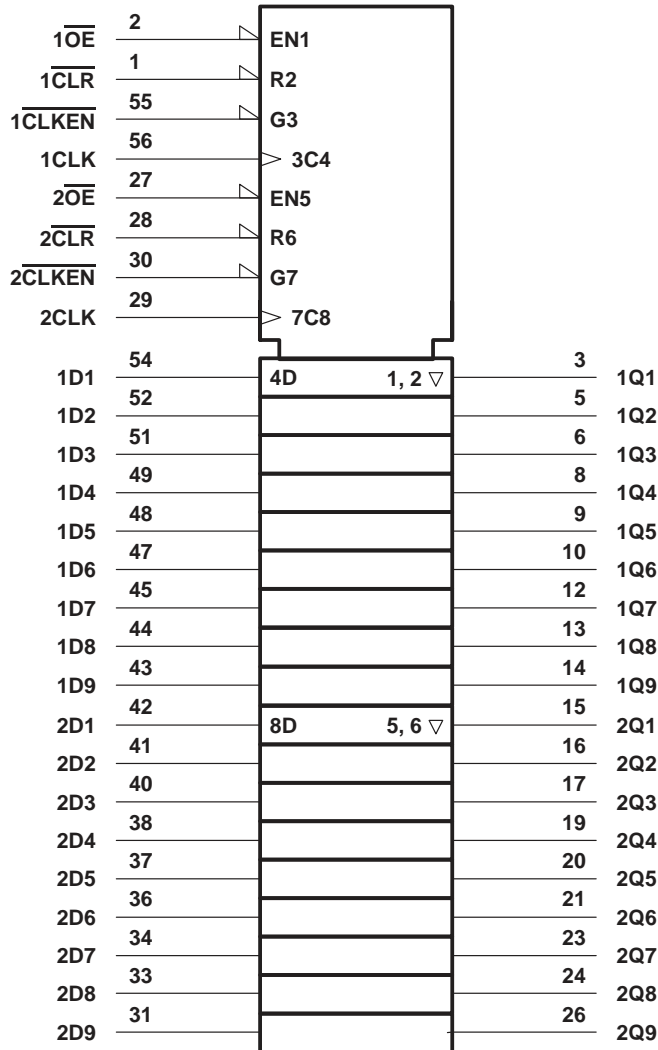 1OE 2 EN1
1CLR 1 R2
1CLKEN 55 G3
1CLK 56 3C4
2OE 27 EN5
2CLR 28 R6
2CLKEN 30 G7
2CLK 29 7C8
1D1 54 4D 1, 2 ▽ 3 1Q1
1D2 52 5 1Q2
1D3 51 6 1Q3
1D4 49 8 1Q4
1D5 48 9 1Q5
1D6 47 10 1Q6
1D7 45 12 1Q7
1D8 44 13 1Q8
1D9 43 14 1Q9
2D1 42 8D 5, 6 ▽ 15 2Q1
2D2 41 16 2Q2
2D3 40 17 2Q3
2D4 38 19 2Q4
2D5 37 20 2Q5
2D6 36 21 2Q6
2D7 34 23 2Q7
2D8 33 24 2Q8
2D9 31 26 2Q9